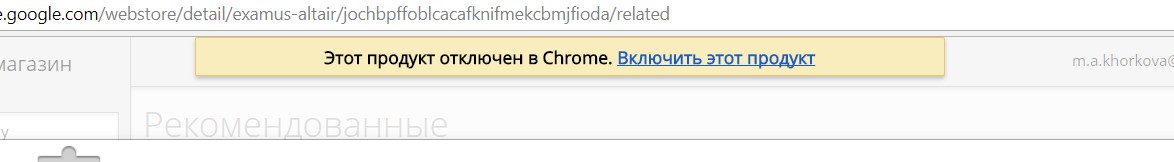 e.google.com/webstore/detail/examus-altair/jochbpffoblcacafknifmekcbmjfioda/related
Этот продукт отключен в Chrome. Включить этот продукт
магазин
m.a.khorkova@
Рекомендованные